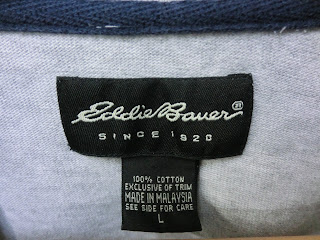 Eddie Bauer®
SINCE 1920
100% COTTON
EXCLUSIVE OF TRIM
MADE IN MALAYSIA
SEE SIDE FOR CARE
L